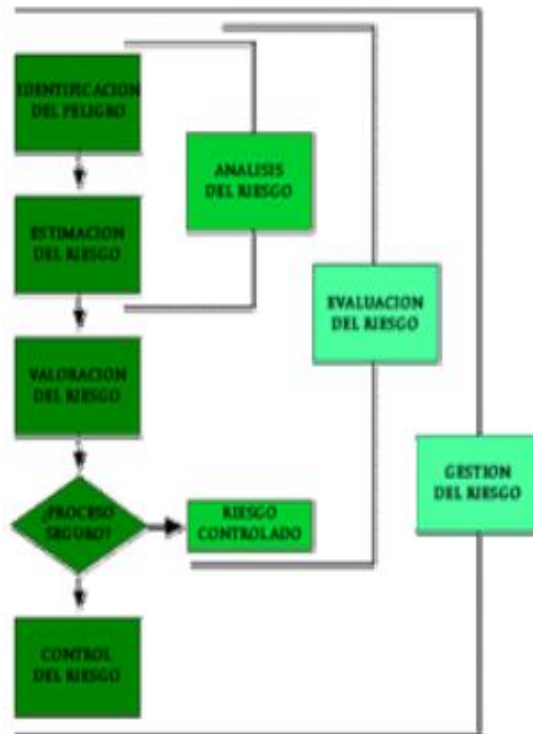 IDENTIFICACION
DEL PELIGRO
ANALISIS
DEL RIESGO
ESTIMACION
DEL RIESGO
EVALUACION
DEL RIESGO
VALORACION
DEL RIESGO
GESTION
DEL RIESGO
¿PROCESO
SEGURO?
RIESGO
CONTROLADO
CONTROL
DEL RIESGO